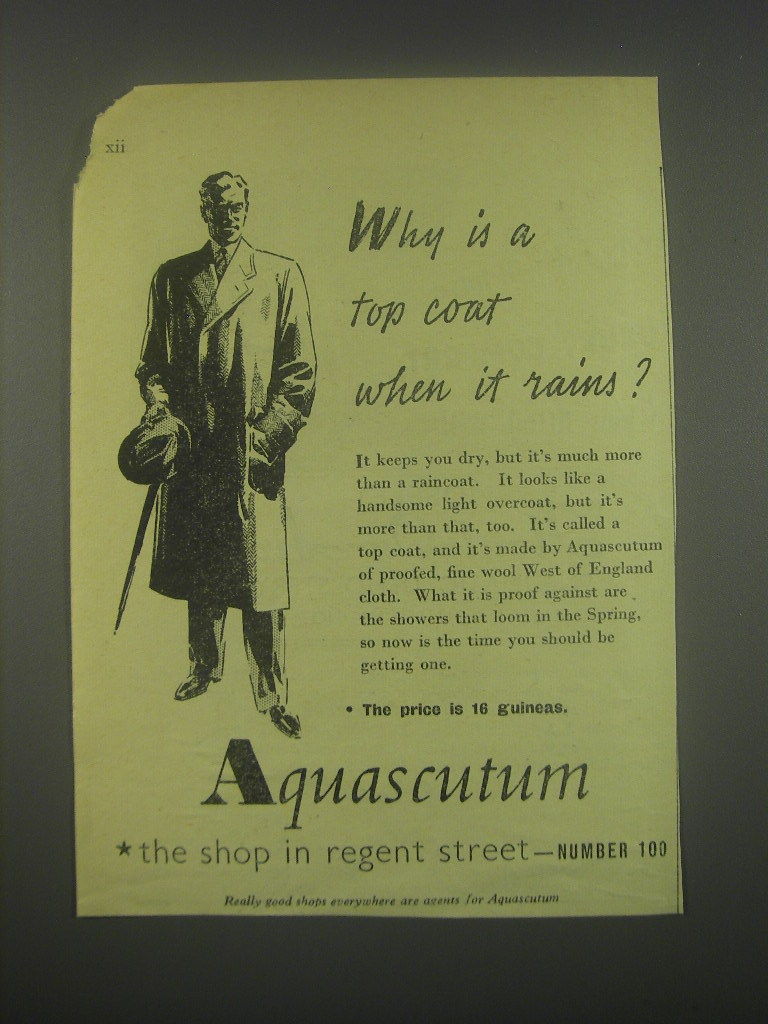 xii
Why is a
top coat
when it rains?
It keeps you dry, but it's much more
than a raincoat. It looks like a
handsome light overcoat, but it's
more than that, too. It's called a
top coat, and it's made by Aquascutum
of proofed, fine wool West of England
cloth. What it is proof against are
the showers that loom in the Spring,
so now is the time you should be
getting one.
• The price is 16 guineas.
Aquascutum
*the shop in regent street—NUMBER 100
Really good shops everywhere are agents for Aquascutum